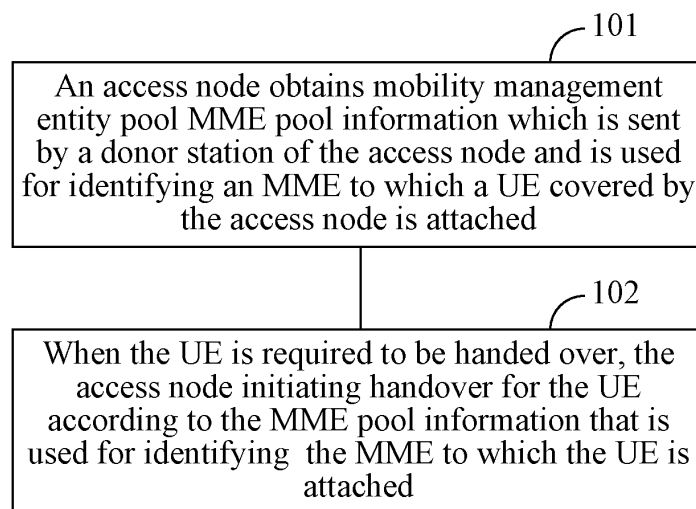 101
An access node obtains mobility management
entity pool MME pool information which is sent
by a donor station of the access node and is used
for identifying an MME to which a UE covered by
the access node is attached
102
When the UE is required to be handed over, the
access node initiating handover for the UE
according to the MME pool information that is
used for identifying the MME to which the UE is
attached